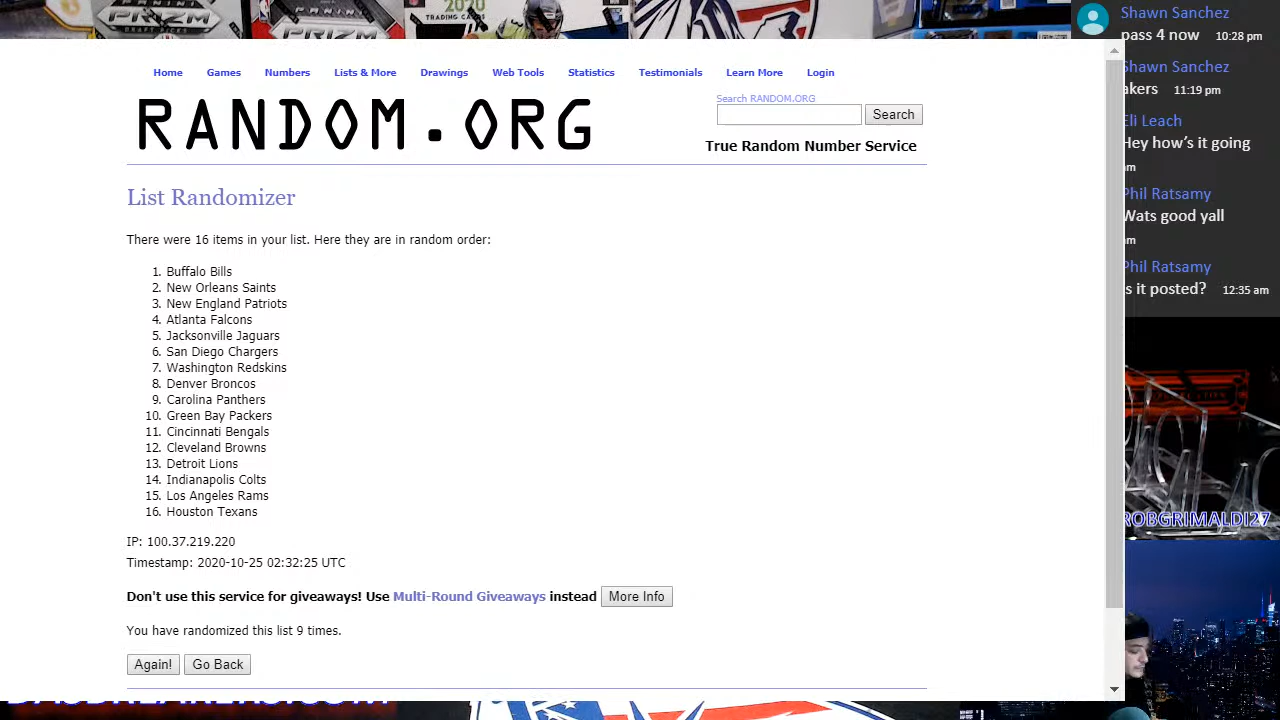 PRIZM
DRAFT PICKS
2020
TRADING CARDS
PRIZM
Shawn Sanchez
pass 4 now 10:28 pm
Shawn Sanchez
akers 11:19 pm
Eli Leach
Hey how's it going
am
Phil Ratsamy
Wats good yall
am
Phil Ratsamy
Is it posted? 12:35 am
Home Games Numbers Lists & More Drawings Web Tools Statistics Testimonials Learn More Login
RANDOM.ORG
Search RANDOM.ORG
Search
True Random Number Service
List Randomizer
There were 16 items in your list. Here they are in random order:
1. Buffalo Bills
2. New Orleans Saints
3. New England Patriots
4. Atlanta Falcons
5. Jacksonville Jaguars
6. San Diego Chargers
7. Washington Redskins
8. Denver Broncos
9. Carolina Panthers
10. Green Bay Packers
11. Cincinnati Bengals
12. Cleveland Browns
13. Detroit Lions
14. Indianapolis Colts
15. Los Angeles Rams
16. Houston Texans
IP: 100.37.219.220
Timestamp: 2020-10-25 02:32:25 UTC
Don't use this service for giveaways! Use Multi-Round Giveaways instead More Info
You have randomized this list 9 times.
Again! Go Back
ROBGRIMALDI27